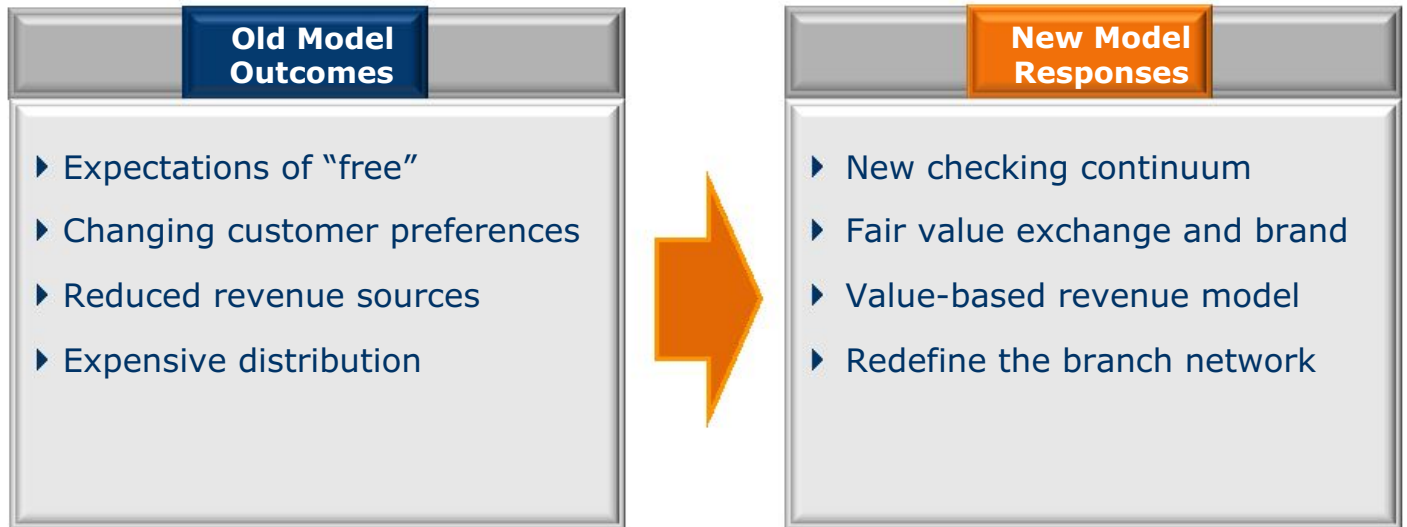 Old Model
Outcomes
Expectations of “free”
Changing customer preferences
Reduced revenue sources
Expensive distribution
New Model
Responses
New checking continuum
Fair value exchange and brand
Value-based revenue model
Redefine the branch network